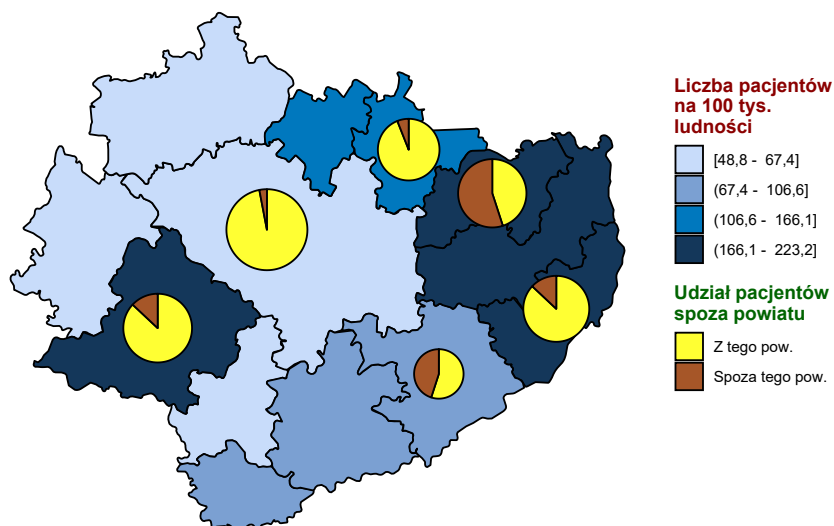 Liczba pacjentów
na 100 tys.
ludności
[48,8 - 67,4]
(67,4 - 106,6]
(106,6 - 166,1]
(166,1 - 223,2]
Udział pacjentów
spoza powiatu
Z tego pow.
Spoza tego pow.